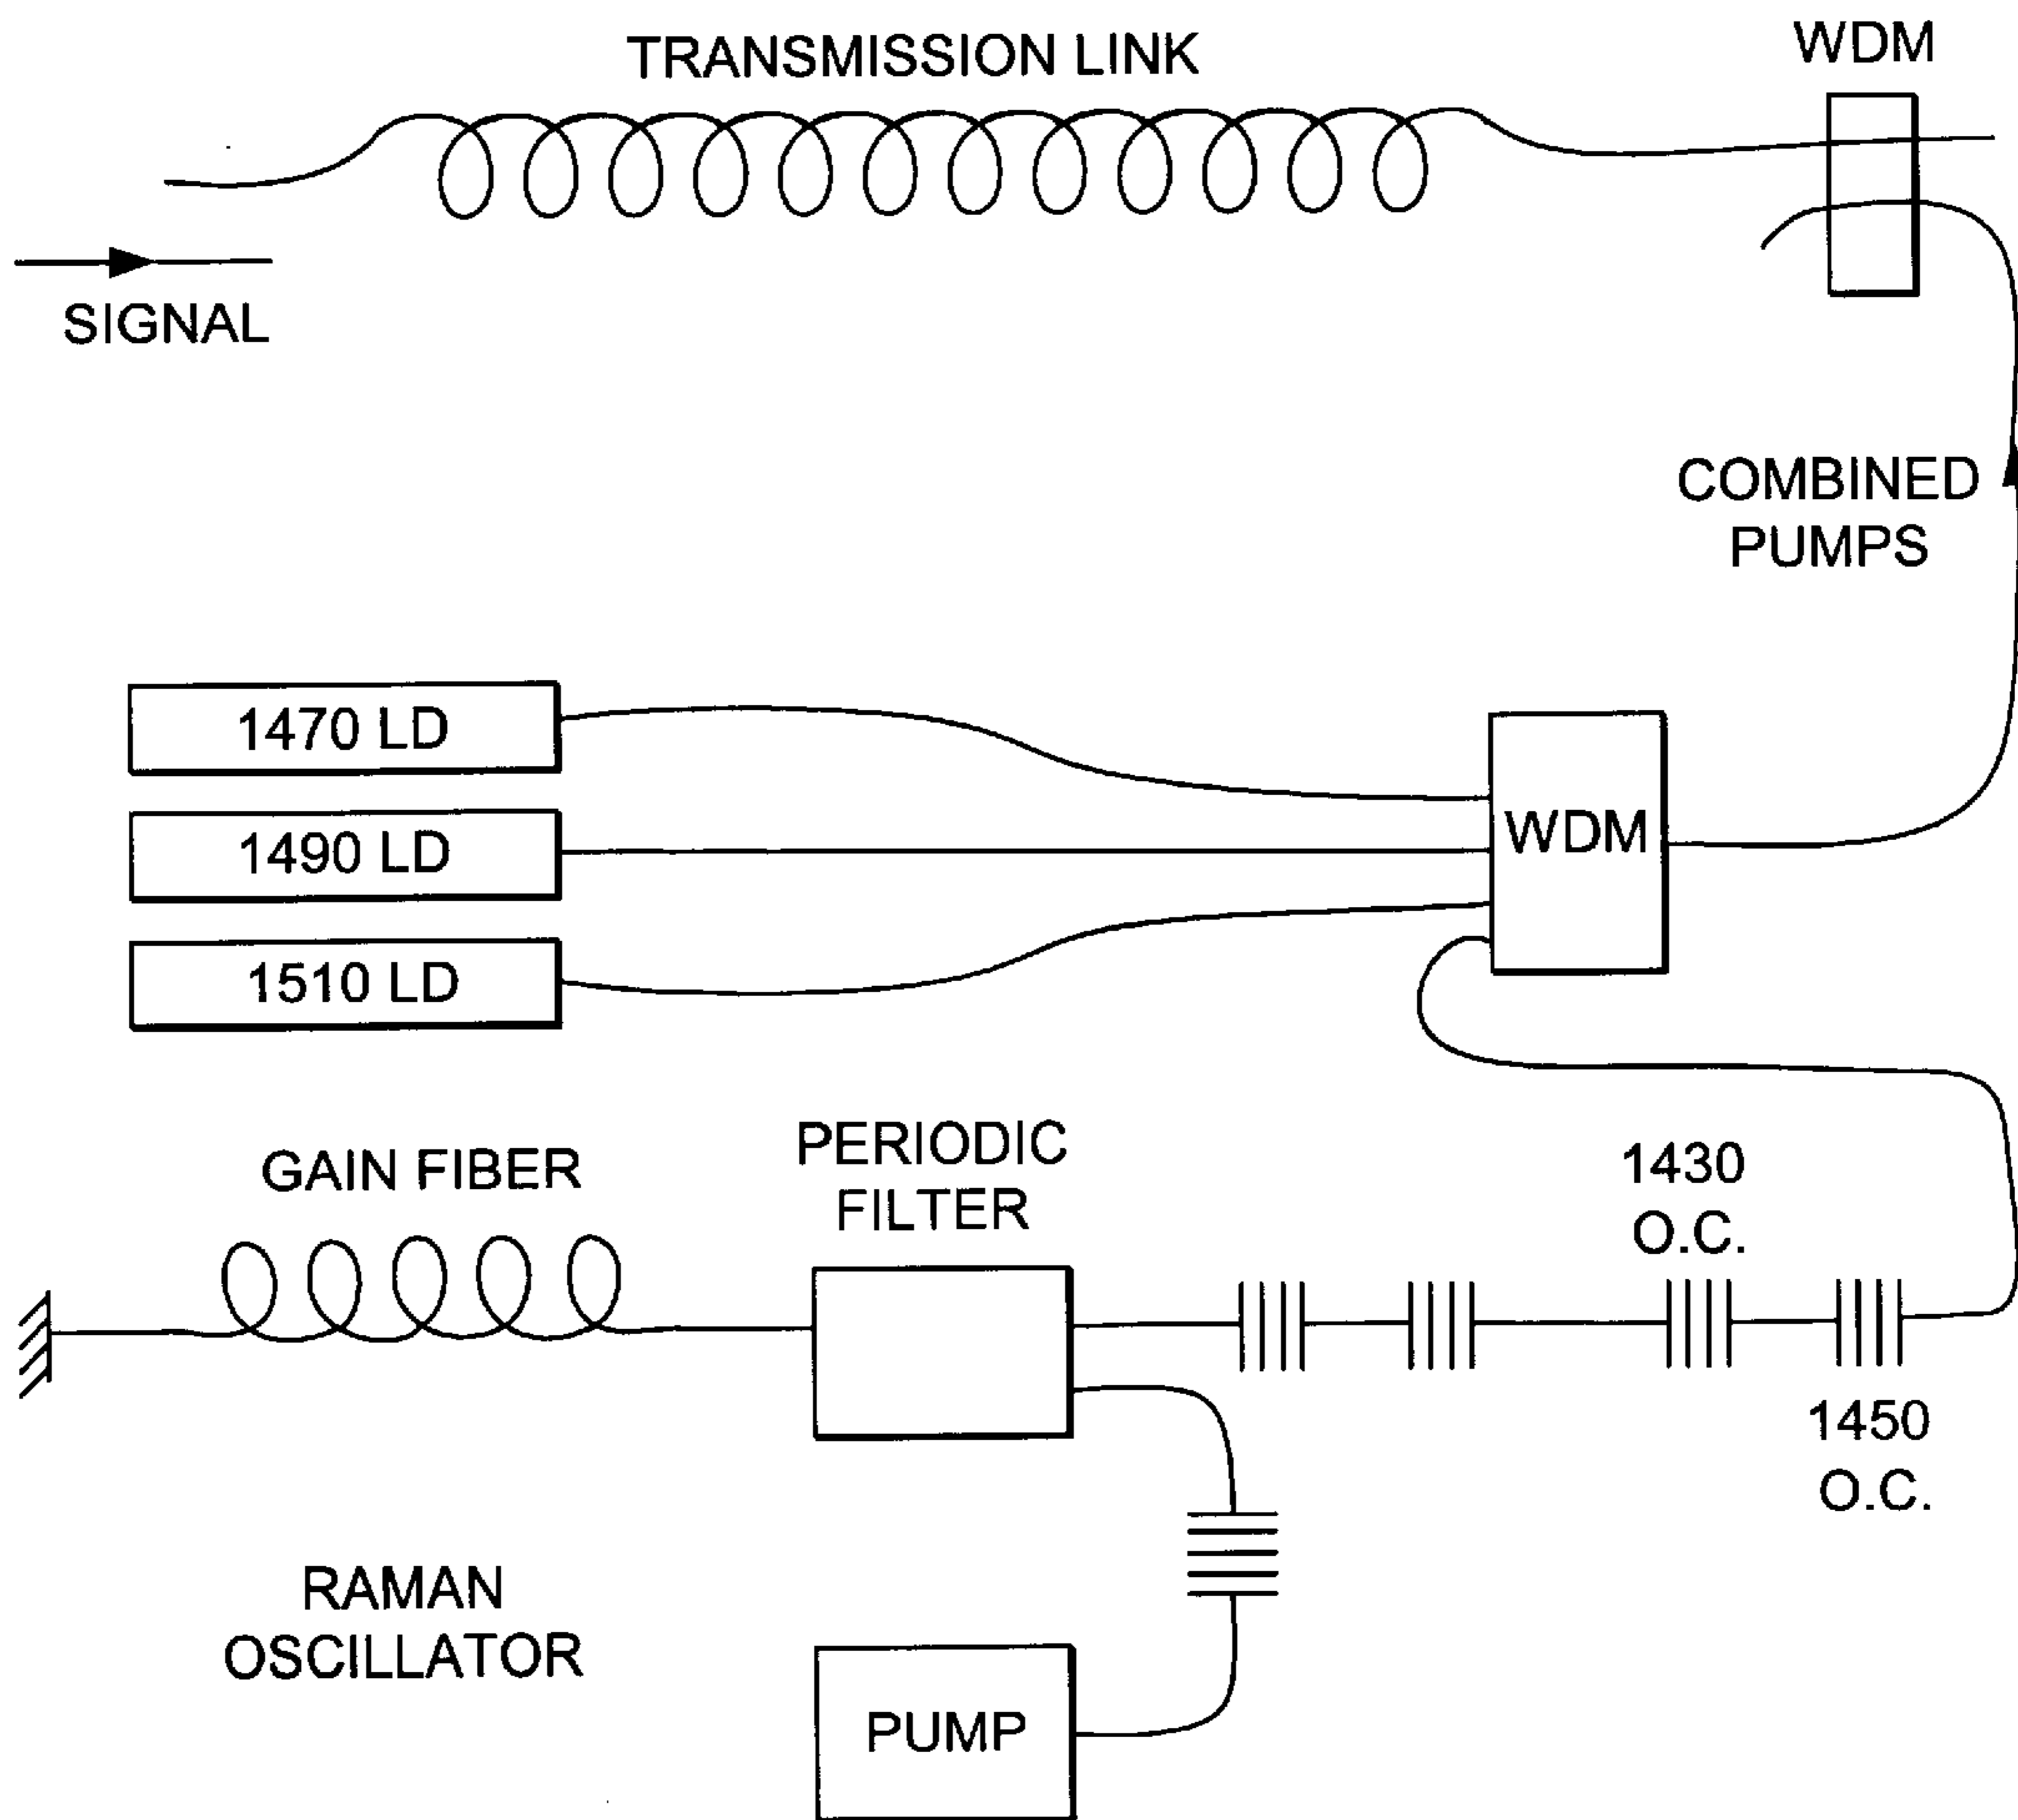 TRANSMISSION LINK
WDM
SIGNAL
COMBINED
PUMPS
1470 LD
1490 LD
1510 LD
WDM
GAIN FIBER
PERIODIC
FILTER
1430
O.C.
1450
O.C.
RAMAN
OSCILLATOR
PUMP